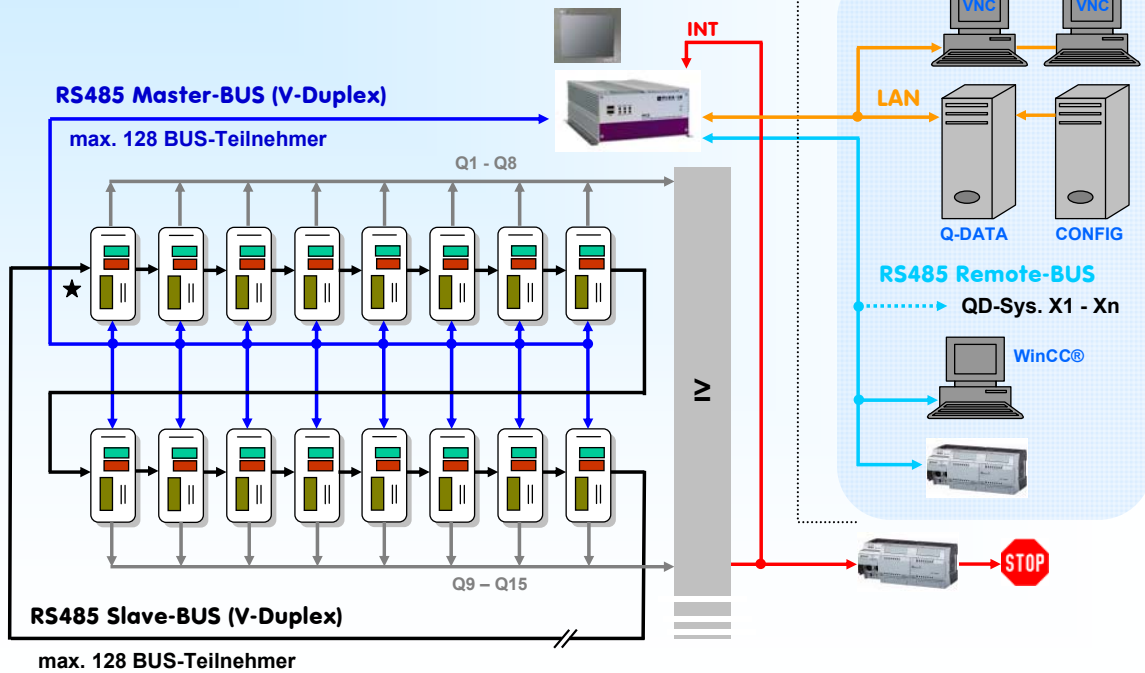 VNC
VNC
INT
RS485 Master-BUS (V-Duplex)
max. 128 BUS-Teilnehmer
LAN
Q1 - Q8
Q-DATA
CONFIG
RS485 Remote-BUS
QD-Sys. X1 - Xn
WinCC®
≥
Q9 – Q15
STOP
RS485 Slave-BUS (V-Duplex)
max. 128 BUS-Teilnehmer